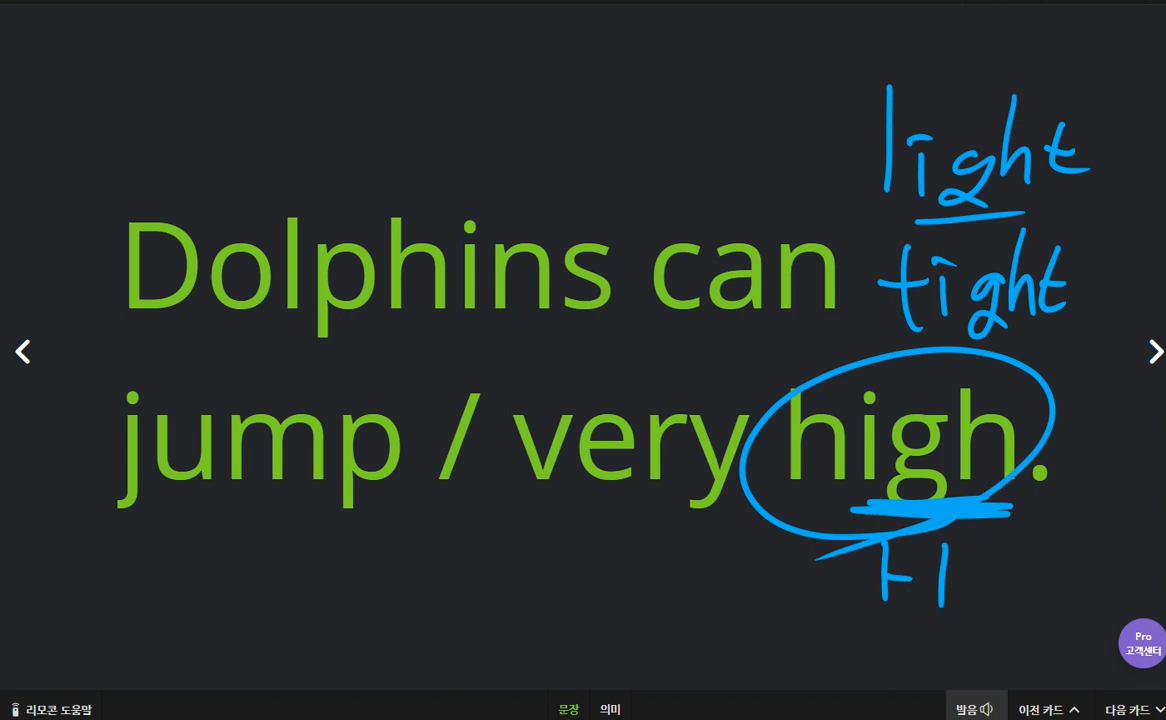 light
Dolphins can
tight
jump / very high.
ㅏㅣ
Pro
고객센터
리모콘 도움말
문장
의미
발음
이전 카드
다음 카드